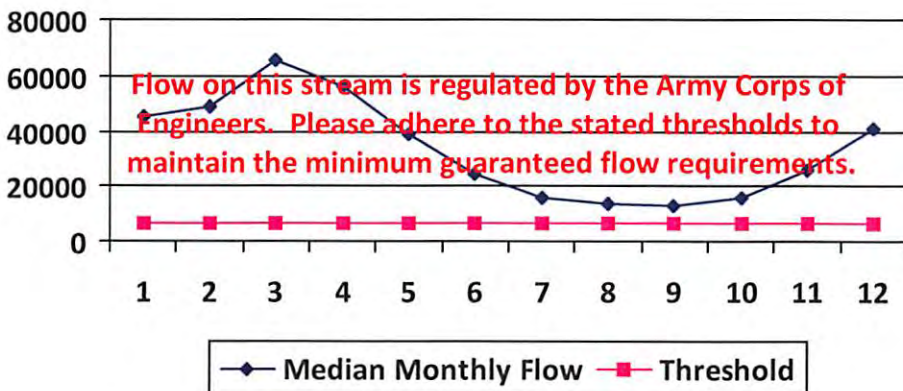 80000
60000
40000
20000
0
Flow on this stream is regulated by the Army Corps of
Engineers. Please adhere to the stated thresholds to
maintain the minimum guaranteed flow requirements.
1 2 3 4 5 6 7 8 9 10 11 12
Median Monthly Flow Threshold